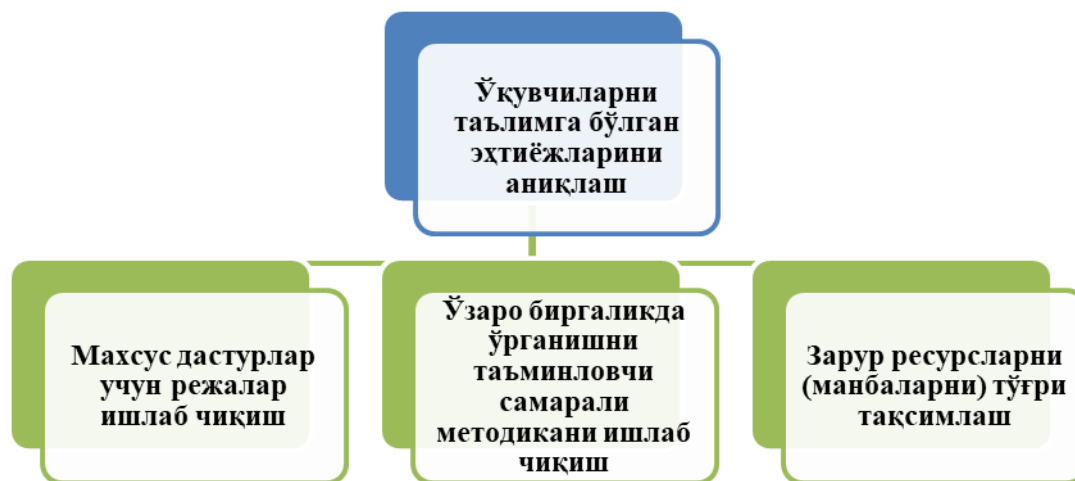 Ўқувчиларни
таълимга бўлган
эҳтиёжларини
аниқлаш
Махсус дастурлар
учун режалар
ишлаб чиқиш
Ўзаро биргаликда
ўрганишни
таъминловчи
самарали
методикани ишлаб
чиқиш
Зарур ресурсларни
(манбаларни) тўғри
тақсимлаш